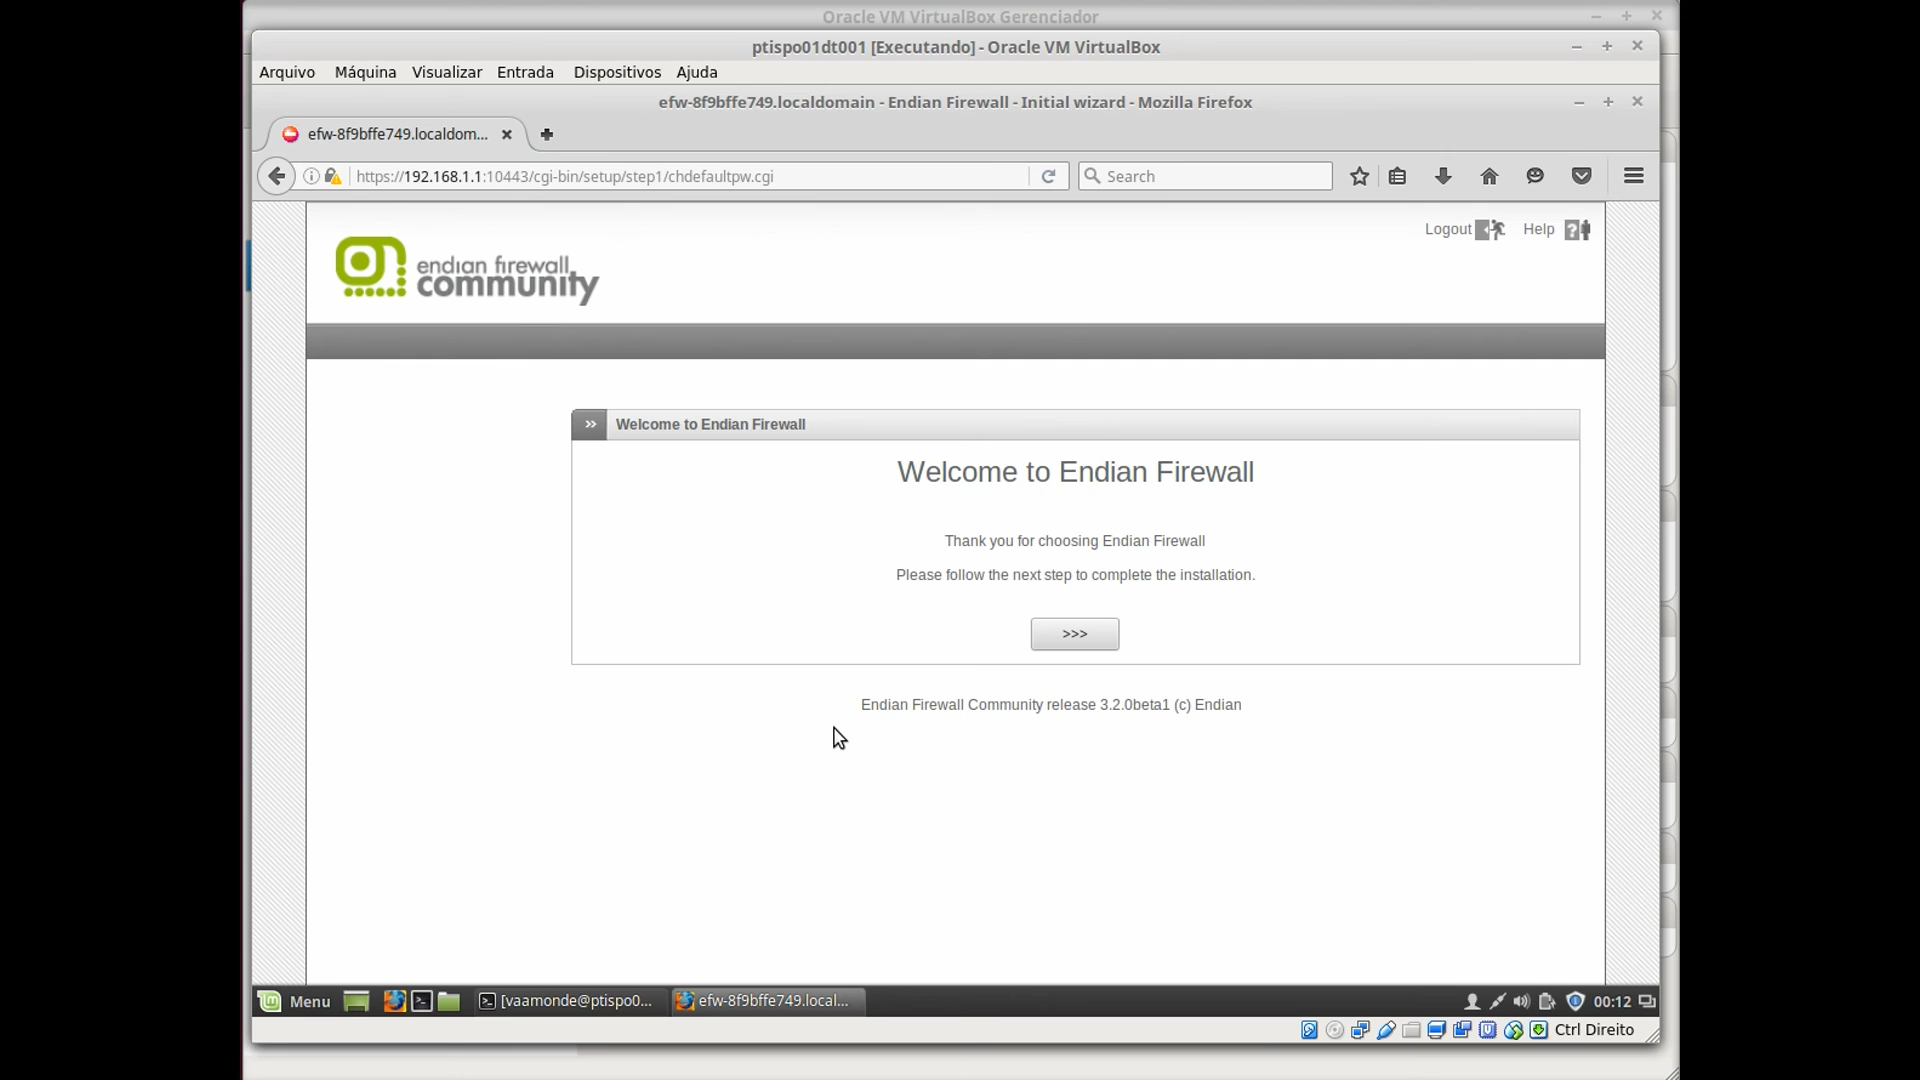 Oracle VM VirtualBox Gerenciador
ptispo01dt001 [Executando] - Oracle VM VirtualBox
Arquivo Máquina Visualizar Entrada Dispositivos Ajuda
efw-8f9bffe749.localdomain - Endian Firewall - Initial wizard - Mozilla Firefox
efw-8f9bffe749.localdom...
https://192.168.1.1:10443/cgi-bin/setup/step1/chdefaultpw.cgi Search
Logout Help
endian firewall
community
>> Welcome to Endian Firewall
Welcome to Endian Firewall
Thank you for choosing Endian Firewall
Please follow the next step to complete the installation.
>>>
Endian Firewall Community release 3.2.0beta1 (c) Endian
Menu [vaamonde@ptispo0... efw-8f9bffe749.local... 00:12
Ctrl Direito